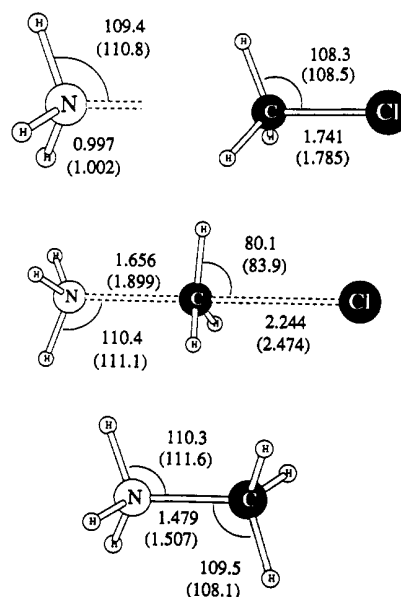 H
109.4
(110.8)
N
H
H
0.997
(1.002)
H
108.3
(108.5)
C
Cl
H
H
1.741
(1.785)
H
80.1
(83.9)
1.656
(1.899)
H
H
N
C
Cl
H
H
H
110.4
(111.1)
2.244
(2.474)
H
110.3
(111.6)
H
H
N
C
H
H
1.479
(1.507)
H
109.5
(108.1)